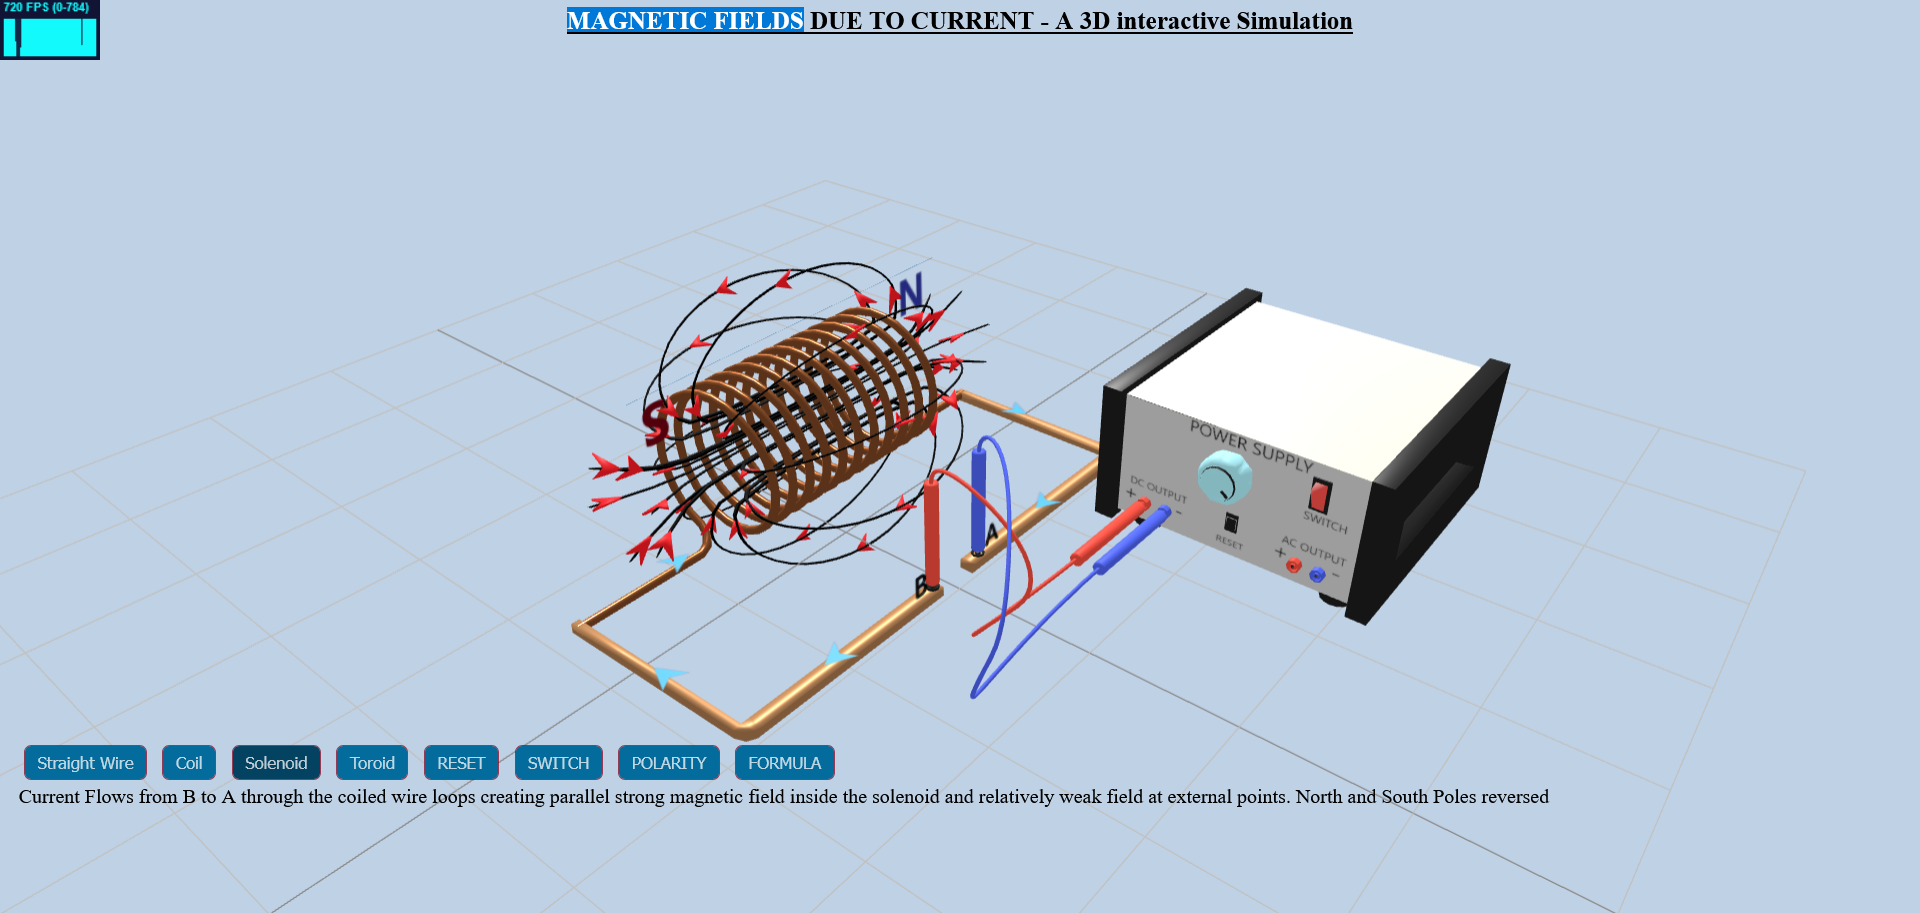 720 FPS (0-784)
MAGNETIC FIELDS DUE TO CURRENT - A 3D interactive Simulation
N
S
POWER SUPPLY
DC OUTPUT
+ -
SWITCH
RESET
AC OUTPUT
+ -
A
B
Straight Wire Coil Solenoid Toroid RESET SWITCH POLARITY FORMULA
Current Flows from B to A through the coiled wire loops creating parallel strong magnetic field inside the solenoid and relatively weak field at external points. North and South Poles reversed